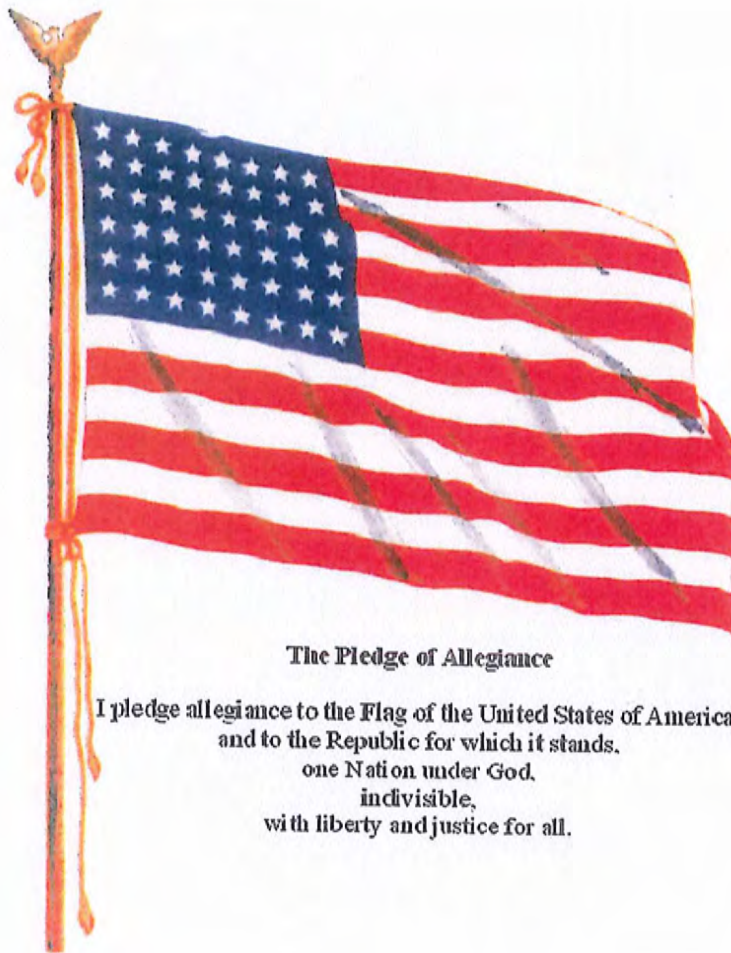 The Pledge of Allegiance
I pledge allegiance to the Flag of the United States of America
and to the Republic for which it stands,
one Nation under God,
indivisible,
with liberty and justice for all.